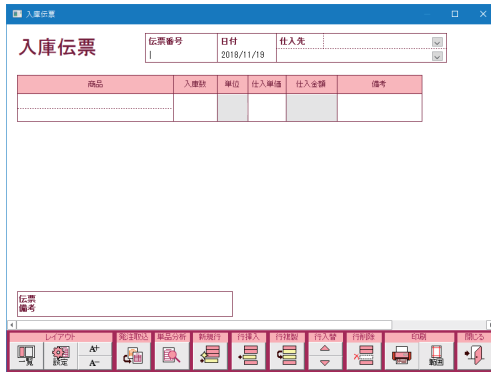 入庫伝票
入庫伝票
伝票番号
日付
仕入先
2018/11/19
商品
入庫数
単位
仕入単価
仕入金額
備考
伝票
備考
レイアウト
発注取込
単品分析
新規行
行挿入
行複製
行入替
行削除
印刷
閉じる
一覧
設定
A+
A-
範囲